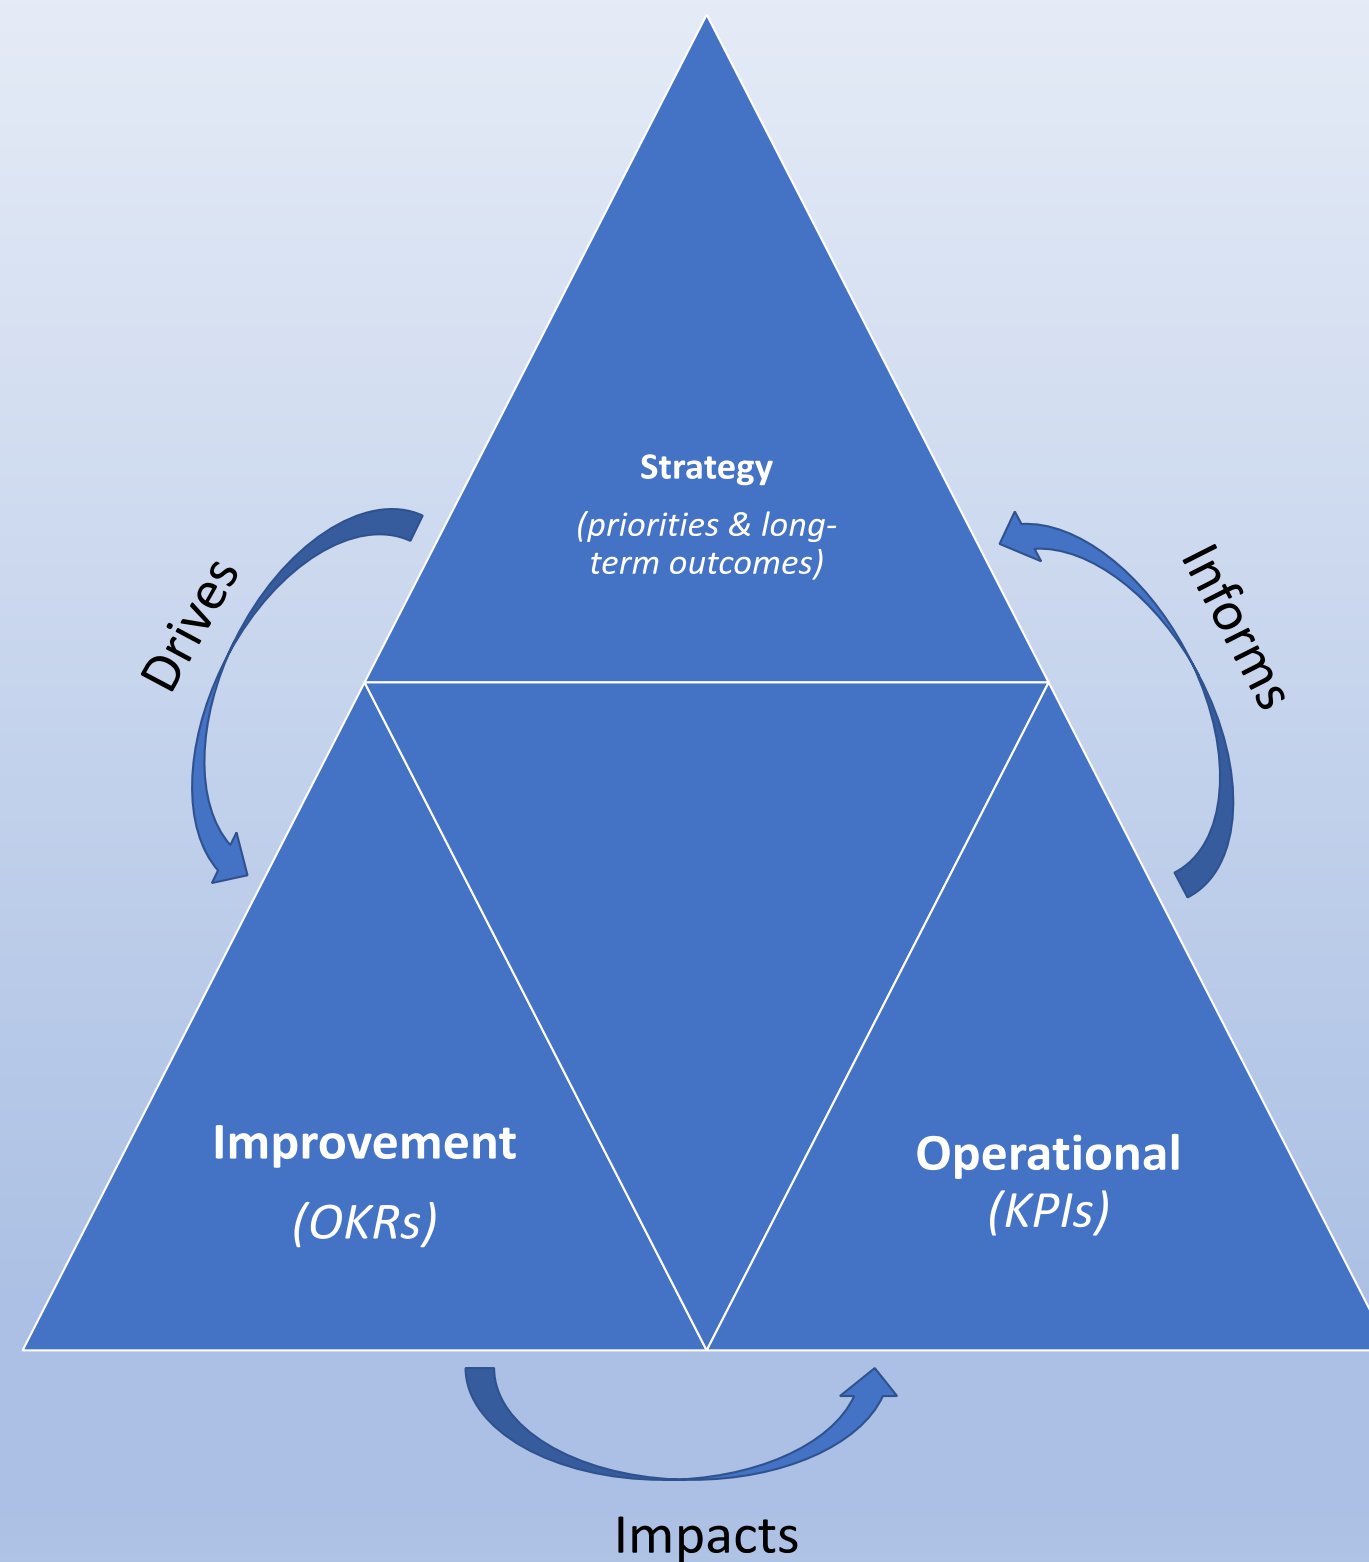 Strategy
(priorities & long-
term outcomes)
Drives
Informs
Improvement
(OKRs)
Operational
(KPIs)
Impacts